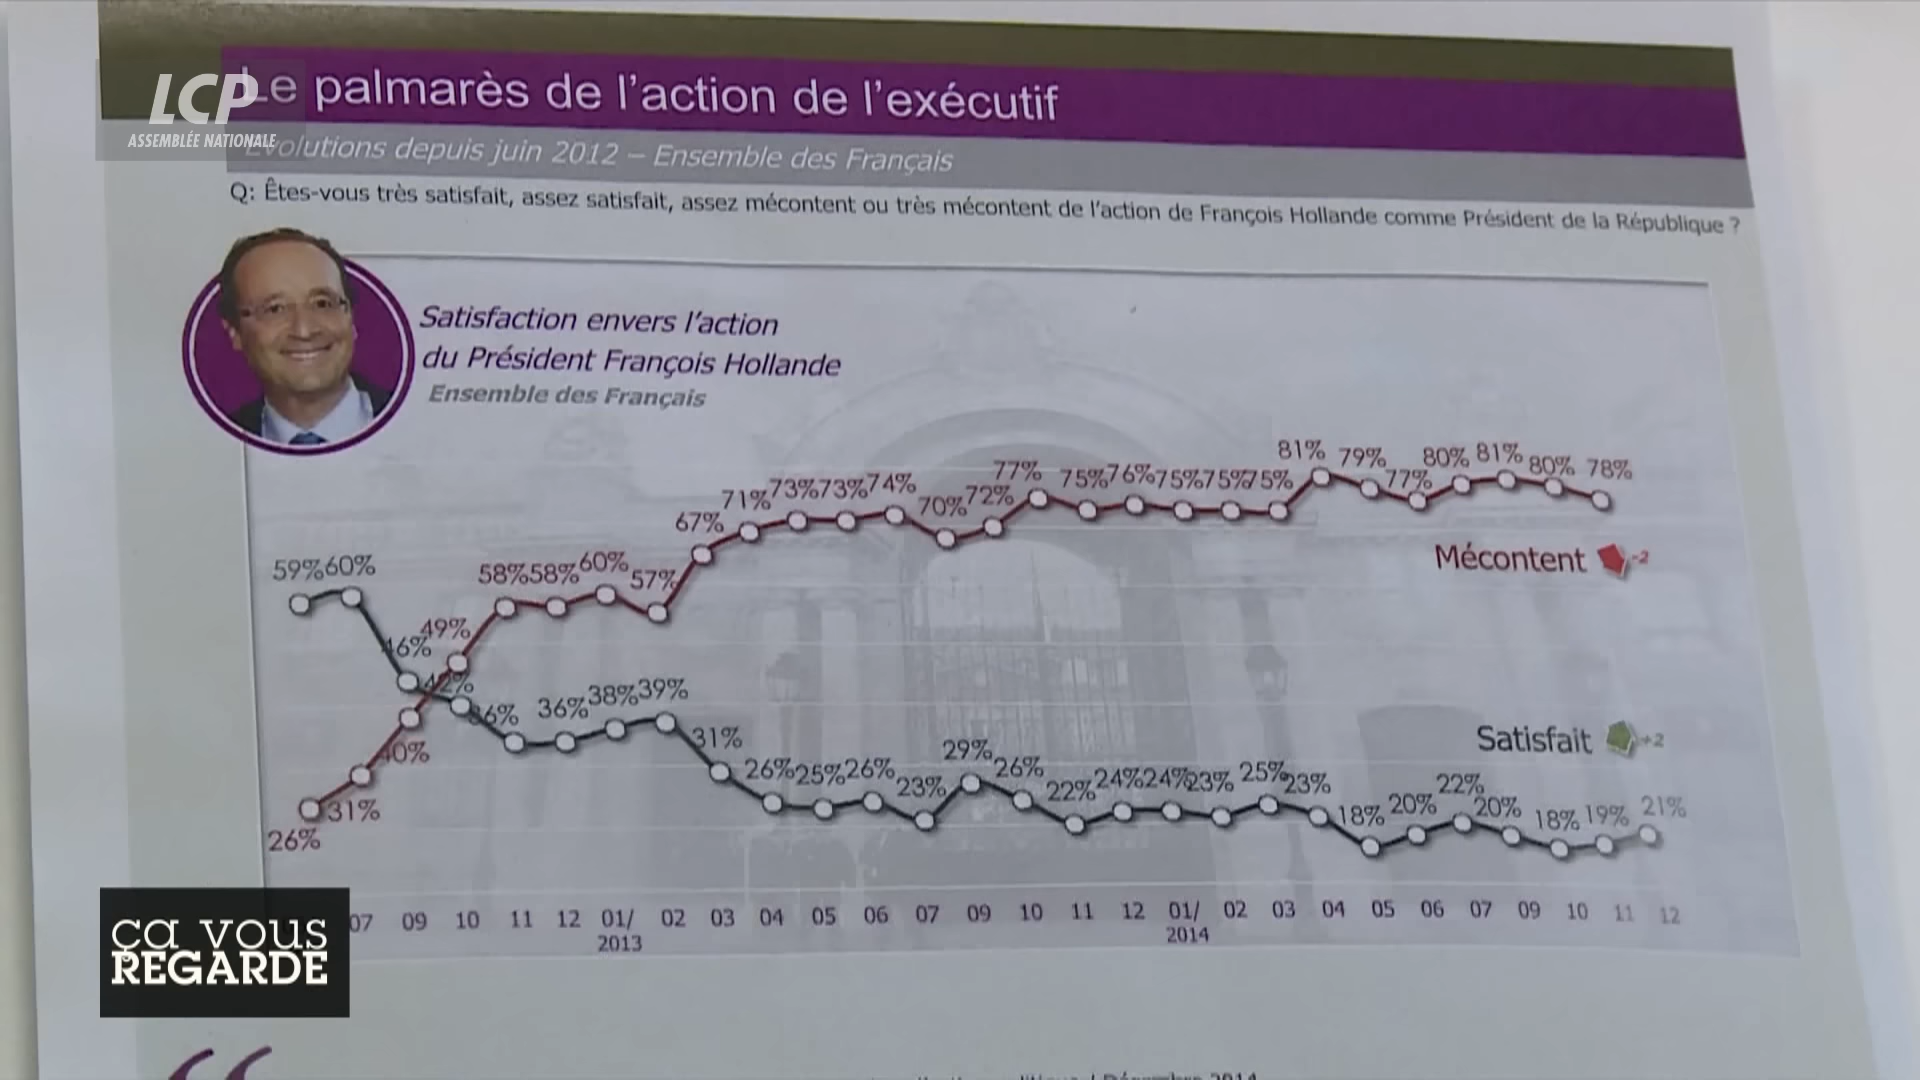 LCP
ASSEMBLÉE NATIONALE
Le palmarès de l'action de l'exécutif
Evolutions depuis juin 2012 – Ensemble des Français
Q: Êtes-vous très satisfait, assez satisfait, assez mécontent ou très mécontent de l'action de François Hollande comme Président de la République ?
Satisfaction envers l'action
du Président François Hollande
Ensemble des Français
59% 60% 46% 42% 36% 36% 38% 39% 31% 26% 25% 26% 23% 29% 26% 22% 24% 24% 23% 25% 23% 18% 20% 22% 20% 18% 19% 21%
26% 31% 40% 49% 58% 58% 60% 57% 67% 71% 73% 73% 74% 70% 72% 77% 75% 76% 75% 75% 75% 81% 79% 77% 80% 81% 80% 78%
Mécontent -2
Satisfait +2
07 09 10 11 12 01/ 02 03 04 05 06 07 09 10 11 12 01/ 02 03 04 05 06 07 09 10 11 12
2013 2014
ça vous
REGARDE